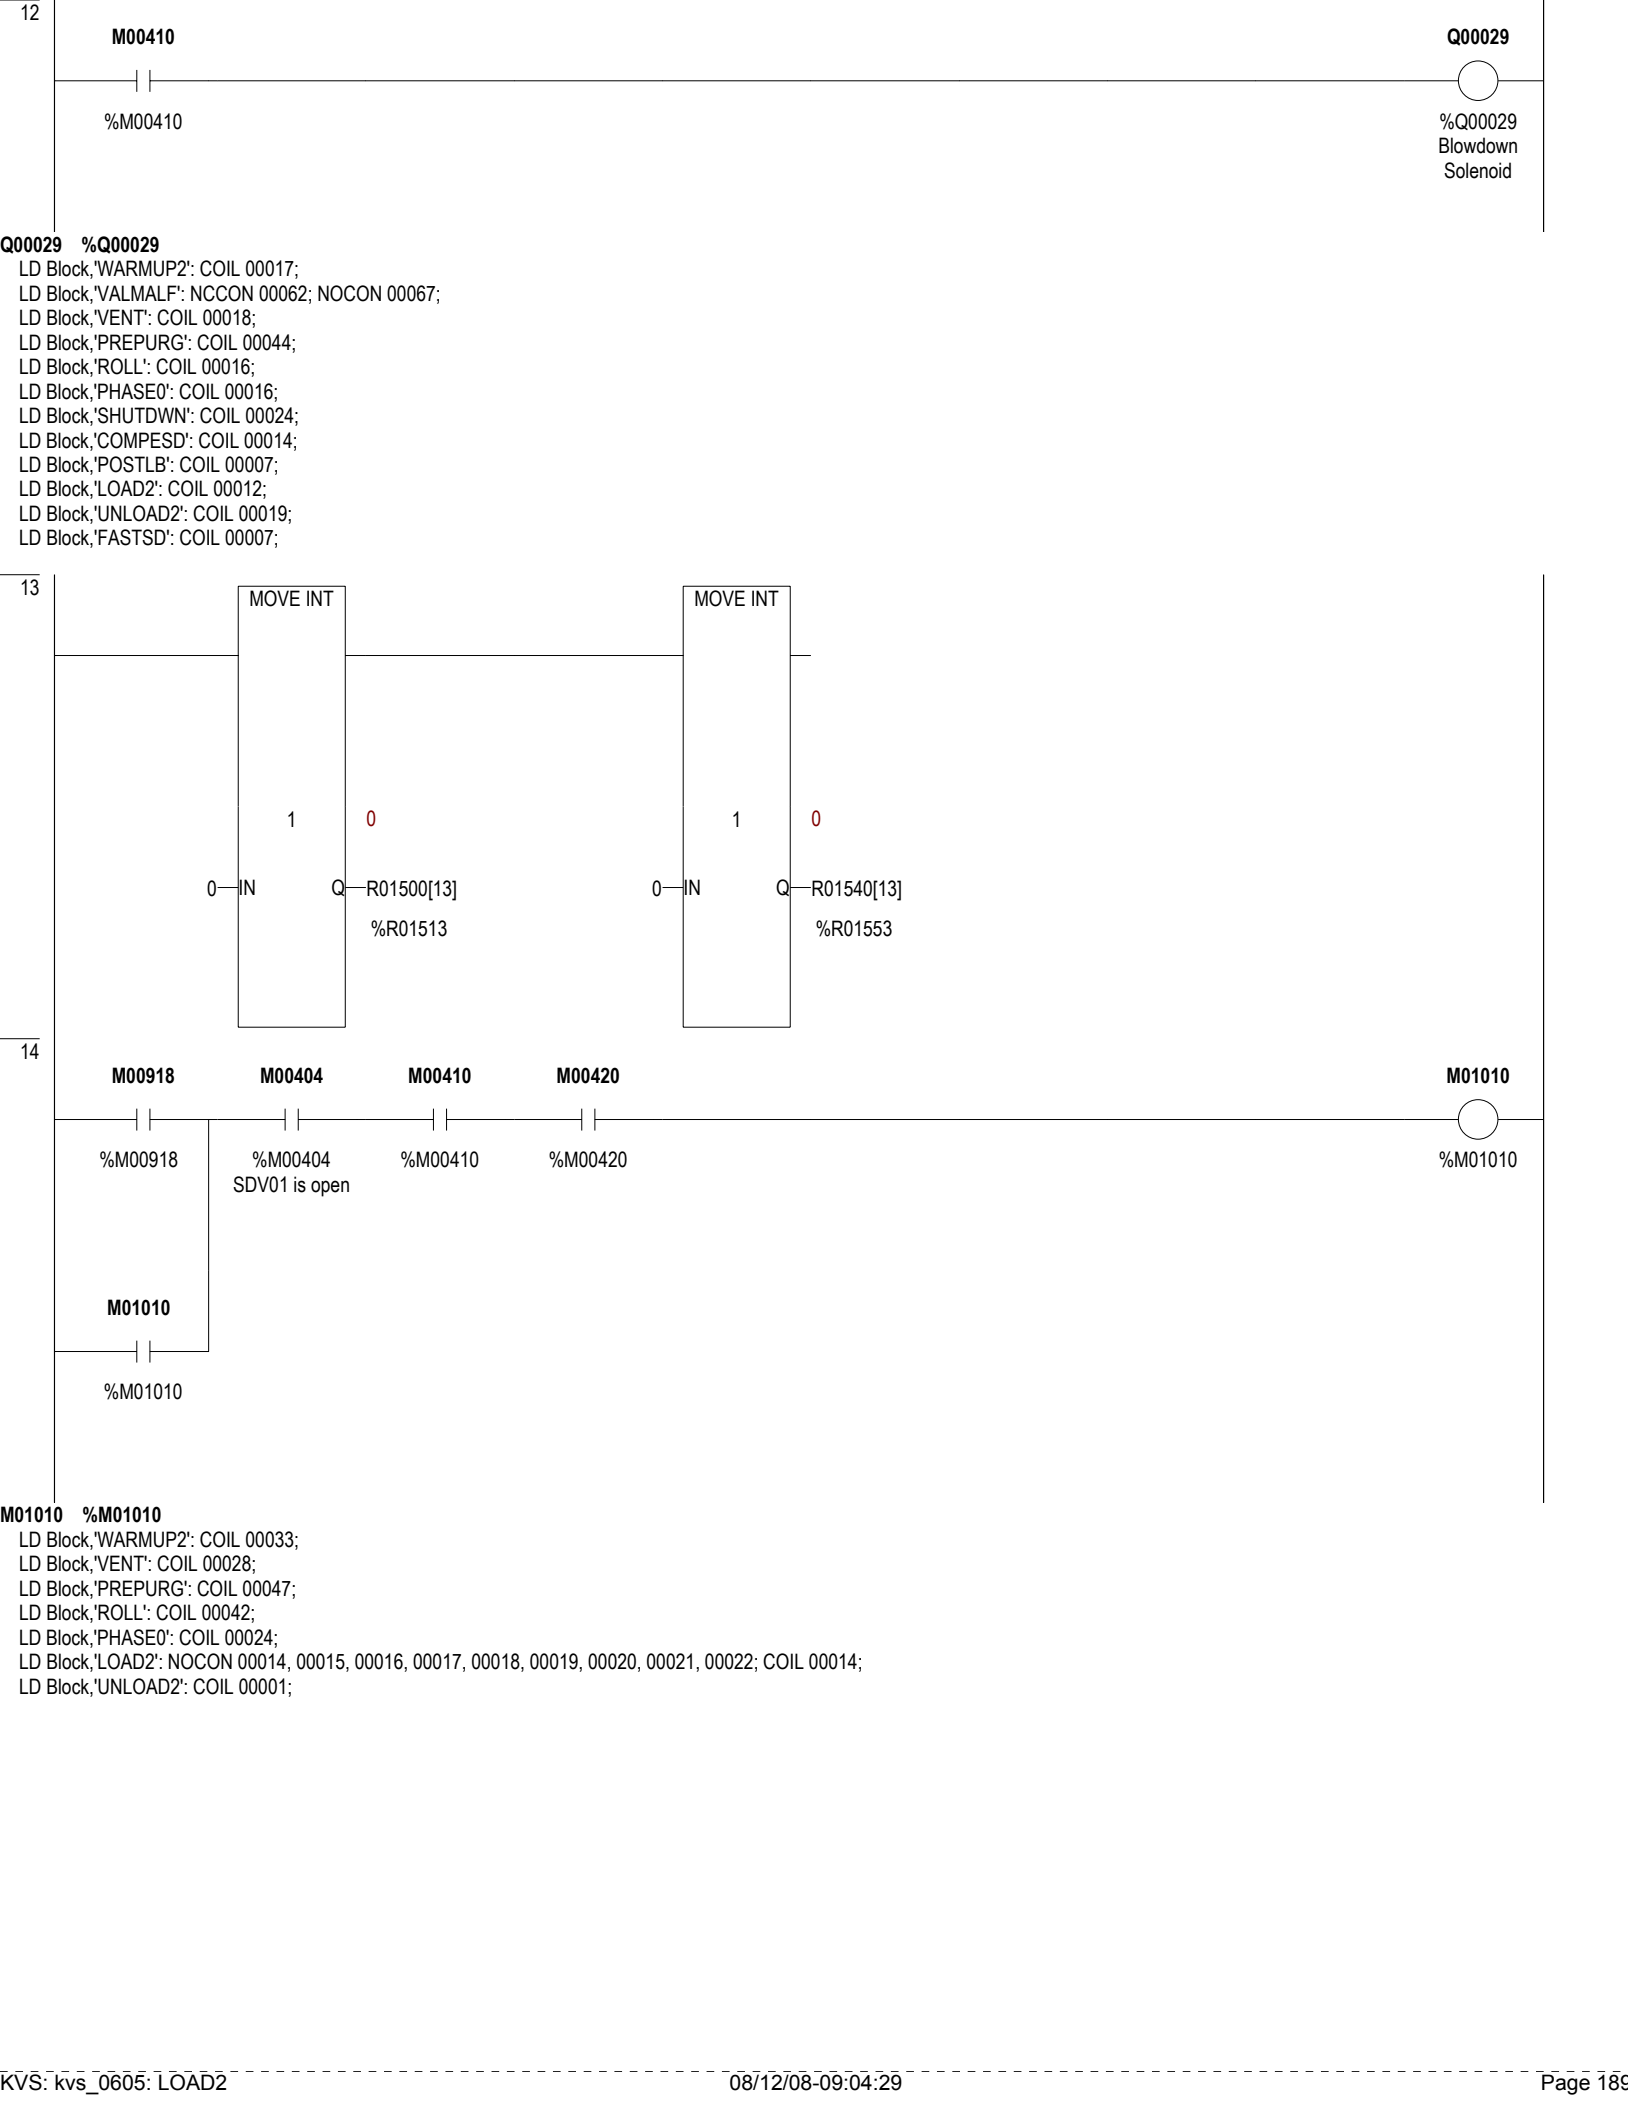 12
M00410 Q00029
%M00410 %Q00029
Blowdown
Solenoid
Q00029 %Q00029
LD Block,'WARMUP2': COIL 00017;
LD Block,'VALMALF': NCCON 00062; NOCON 00067;
LD Block,'VENT': COIL 00018;
LD Block,'PREPURG': COIL 00044;
LD Block,'ROLL': COIL 00016;
LD Block,'PHASE0': COIL 00016;
LD Block,'SHUTDWN': COIL 00024;
LD Block,'COMPESD': COIL 00014;
LD Block,'POSTLB': COIL 00007;
LD Block,'LOAD2': COIL 00012;
LD Block,'UNLOAD2': COIL 00019;
LD Block,'FASTSD': COIL 00007;
13
MOVE INT MOVE INT
1 0 1 0
0 IN Q R01500[13] 0 IN Q R01540[13]
%R01513 %R01553
14
M00918 M00404 M00410 M00420 M01010
%M00918 %M00404 %M00410 %M00420 %M01010
SDV01 is open
M01010
%M01010
M01010 %M01010
LD Block,'WARMUP2': COIL 00033;
LD Block,'VENT': COIL 00028;
LD Block,'PREPURG': COIL 00047;
LD Block,'ROLL': COIL 00042;
LD Block,'PHASE0': COIL 00024;
LD Block,'LOAD2': NOCON 00014, 00015, 00016, 00017, 00018, 00019, 00020, 00021, 00022; COIL 00014;
LD Block,'UNLOAD2': COIL 00001;
KVS: kvs_0605: LOAD2 08/12/08-09:04:29 Page 189